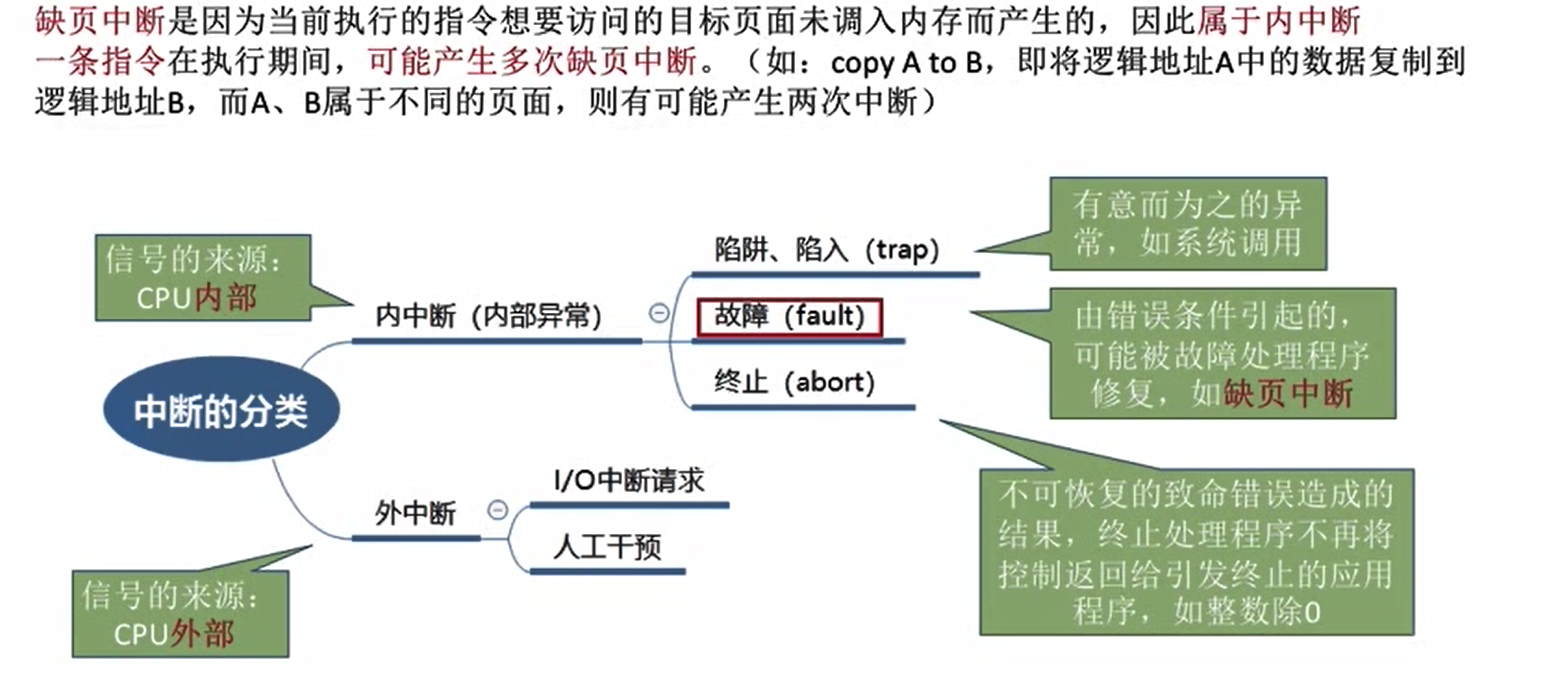 缺页中断是因为当前执行的指令想要访问的目标页面未调入内存而产生的，因此属于内中断
一条指令在执行期间，可能产生多次缺页中断。（如：copy A to B，即将逻辑地址A中的数据复制到
逻辑地址B，而A、B属于不同的页面，则有可能产生两次中断）
有意而为之的异
常，如系统调用
信号的来源：
CPU内部
陷阱、陷入（trap）
内中断（内部异常）
故障（fault）
由错误条件引起的，
可能被故障处理程序
修复，如缺页中断
终止（abort）
中断的分类
不可恢复的致命错误造成的
结果，终止处理程序不再将
控制返回给引发终止的应用
程序，如整数除0
I/O中断请求
外中断
人工干预
信号的来源：
CPU外部